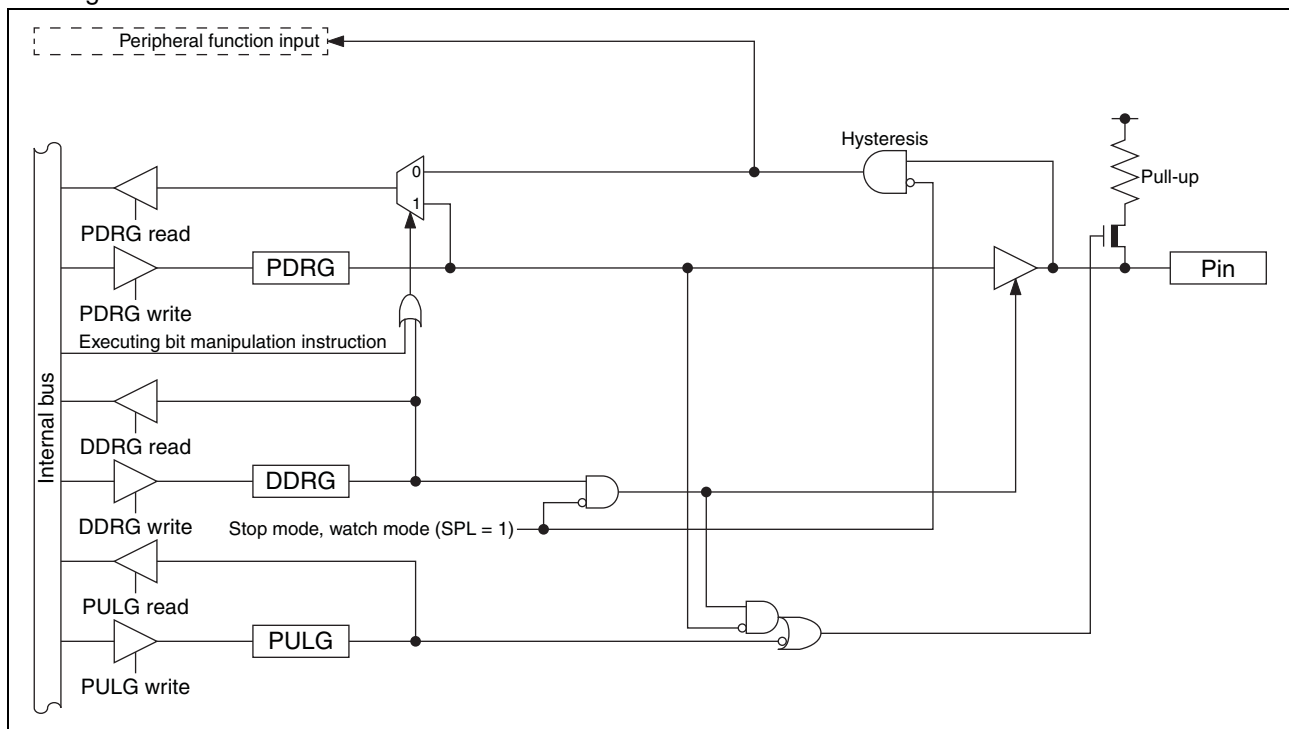 Peripheral function input
Hysteresis
0
Pull-up
1
PDRG read
PDRG
Pin
PDRG write
Executing bit manipulation instruction
Internal bus
DDRG read
DDRG
DDRG write
Stop mode, watch mode (SPL = 1)
PULG read
PULG
PULG write